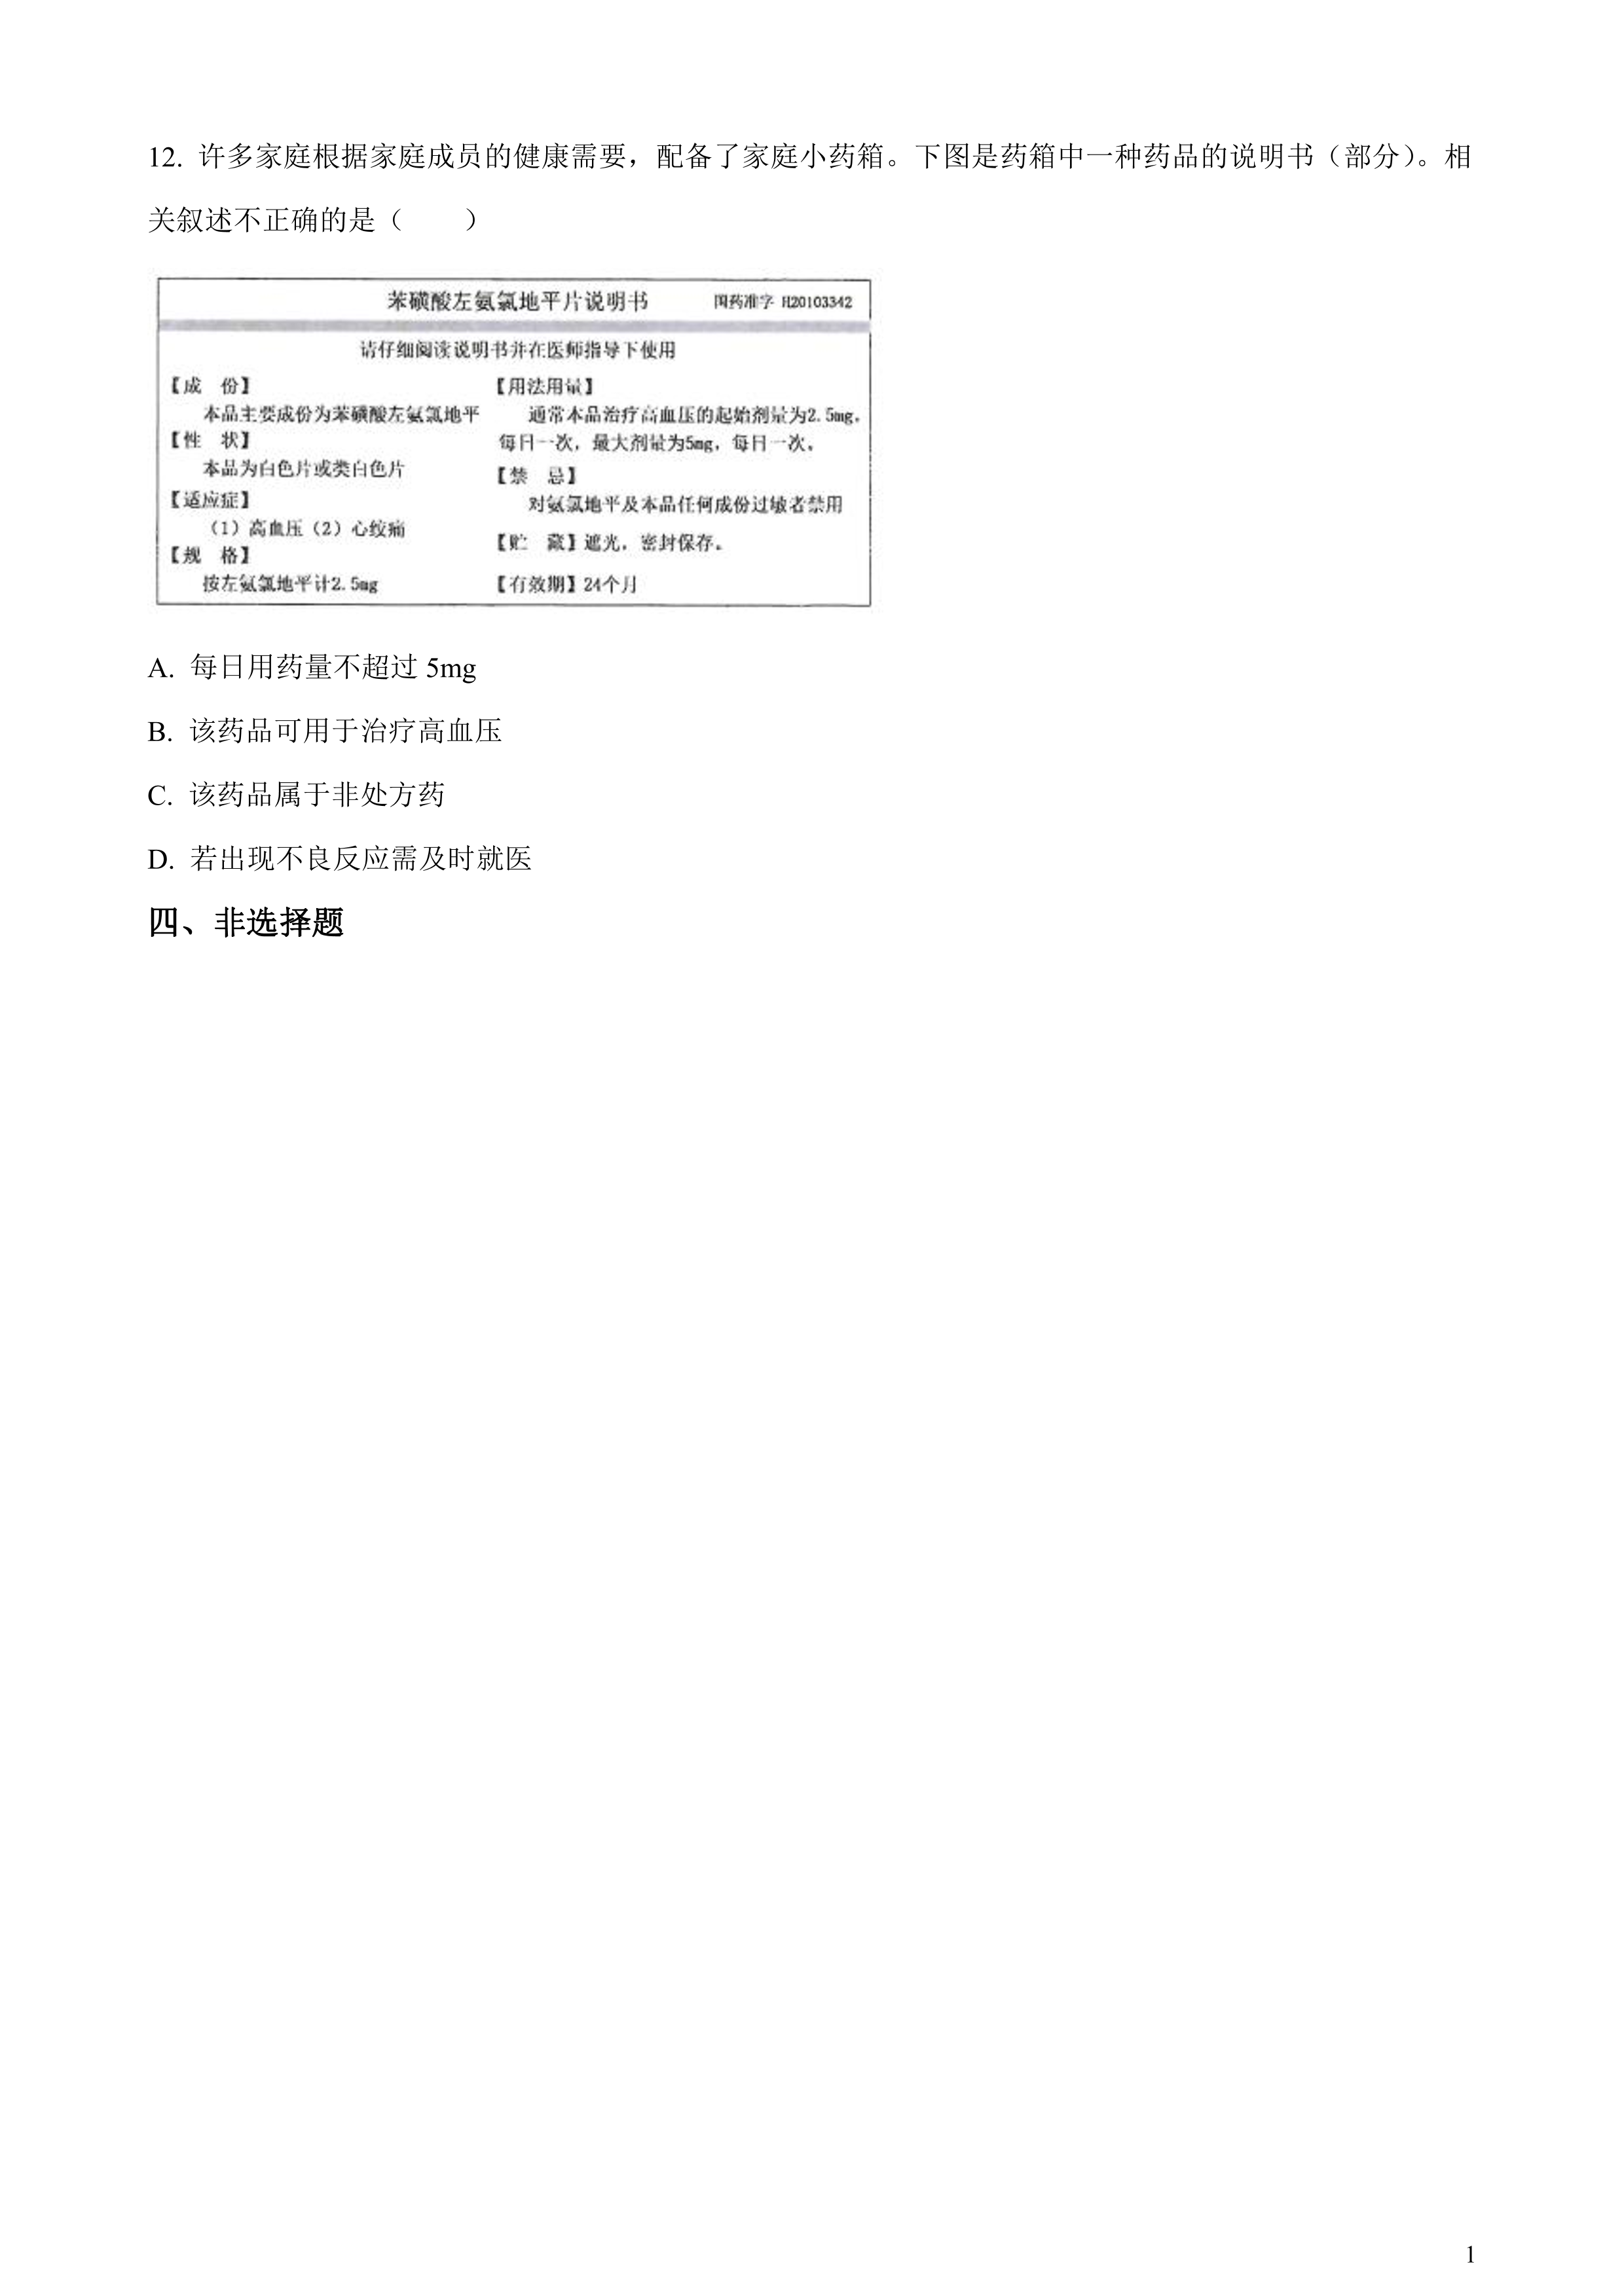 12. 许多家庭根据家庭成员的健康需要，配备了家庭小药箱。下图是药箱中一种药品的说明书（部分）。相
关叙述不正确的是（　　）
苯磺酸左氨氯地平片说明书 国药准字 H20103342
请仔细阅读说明书并在医师指导下使用
【成 份】
本品主要成份为苯磺酸左氨氯地平
【性 状】
本品为白色片或类白色片
【适应症】
（1）高血压（2）心绞痛
【规 格】
按左氨氯地平计2.5mg
【用法用量】
通常本品治疗高血压的起始剂量为2.5mg，
每日一次，最大剂量为5mg，每日一次。
【禁 忌】
对氨氯地平及本品任何成份过敏者禁用
【贮 藏】遮光，密封保存。
【有效期】24个月
A. 每日用药量不超过 5mg
B. 该药品可用于治疗高血压
C. 该药品属于非处方药
D. 若出现不良反应需及时就医
四、非选择题
1